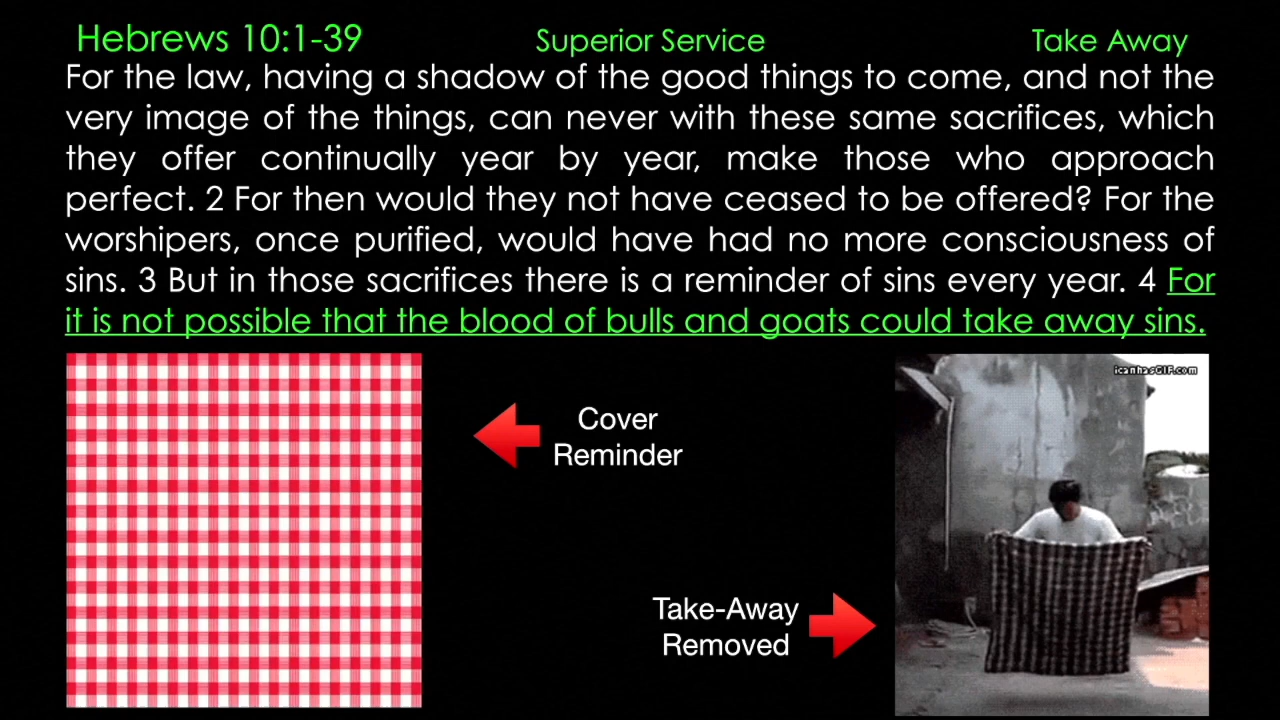 Hebrews 10:1-39 Superior Service Take Away
For the law, having a shadow of the good things to come, and not the
very image of the things, can never with these same sacrifices, which
they offer continually year by year, make those who approach
perfect. 2 For then would they not have ceased to be offered? For the
worshipers, once purified, would have had no more consciousness of
sins. 3 But in those sacrifices there is a reminder of sins every year. 4 For
it is not possible that the blood of bulls and goats could take away sins.
icanhasGIF.com
Cover
Reminder
Take-Away
Removed